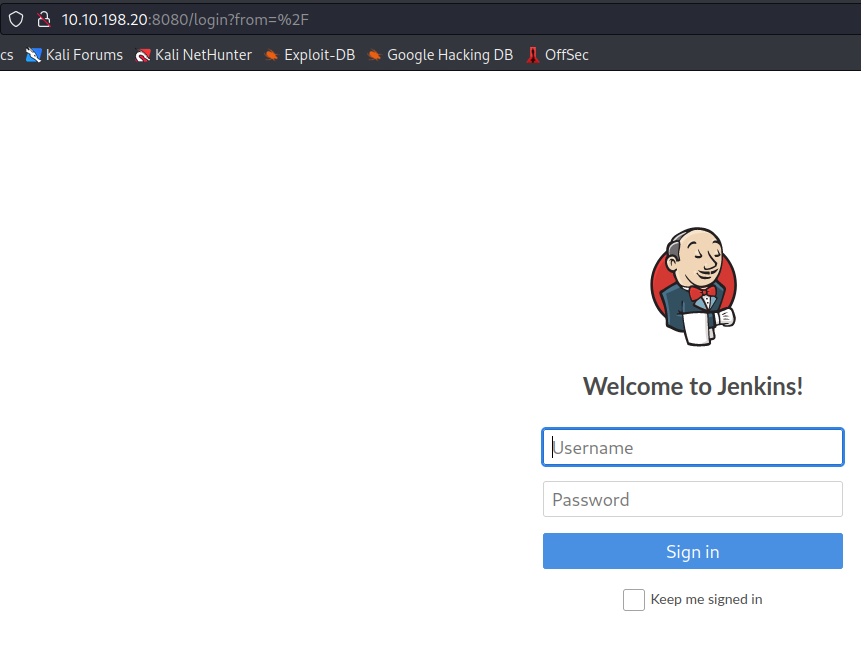 10.10.198.20:8080/login?from=%2F
cs Kali Forums Kali NetHunter Exploit-DB Google Hacking DB OffSec
Welcome to Jenkins!
Username
Password
Sign in
Keep me signed in